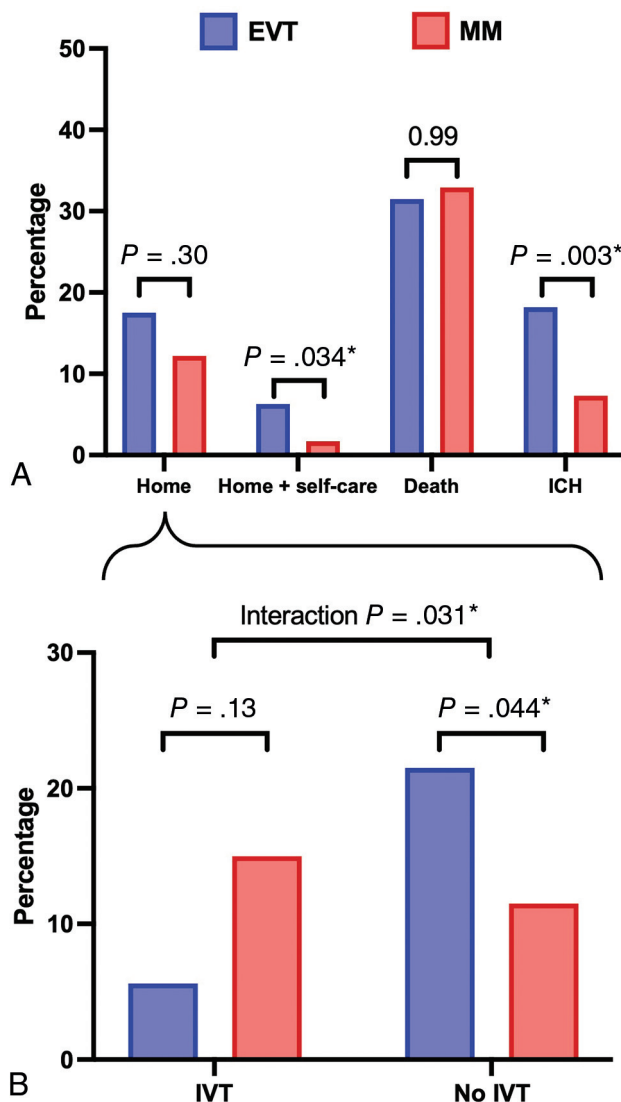 EVT MM
50
40
30
20
10
0
Percentage
P = .30
P = .034*
0.99
P = .003*
A
Home Home + self-care Death ICH
Interaction P = .031*
30
20
10
0
Percentage
P = .13
P = .044*
B
IVT No IVT